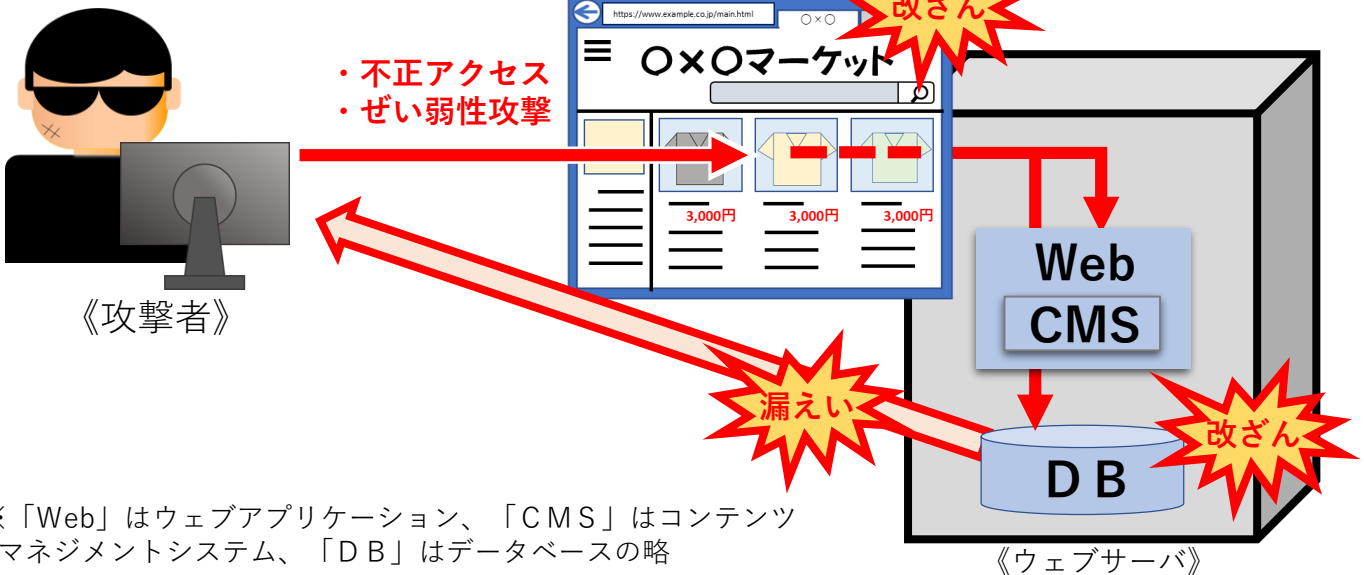 https://www.example.co.jp/main.html
○×○
改ざん
○×○マーケット
・不正アクセス
・ぜい弱性攻撃
3,000円
3,000円
3,000円
Web
CMS
《攻撃者》
漏えい
改ざん
ＤＢ
※「Web」はウェブアプリケーション、「ＣＭＳ」はコンテンツ
マネジメントシステム、「ＤＢ」はデータベースの略
《ウェブサーバ》